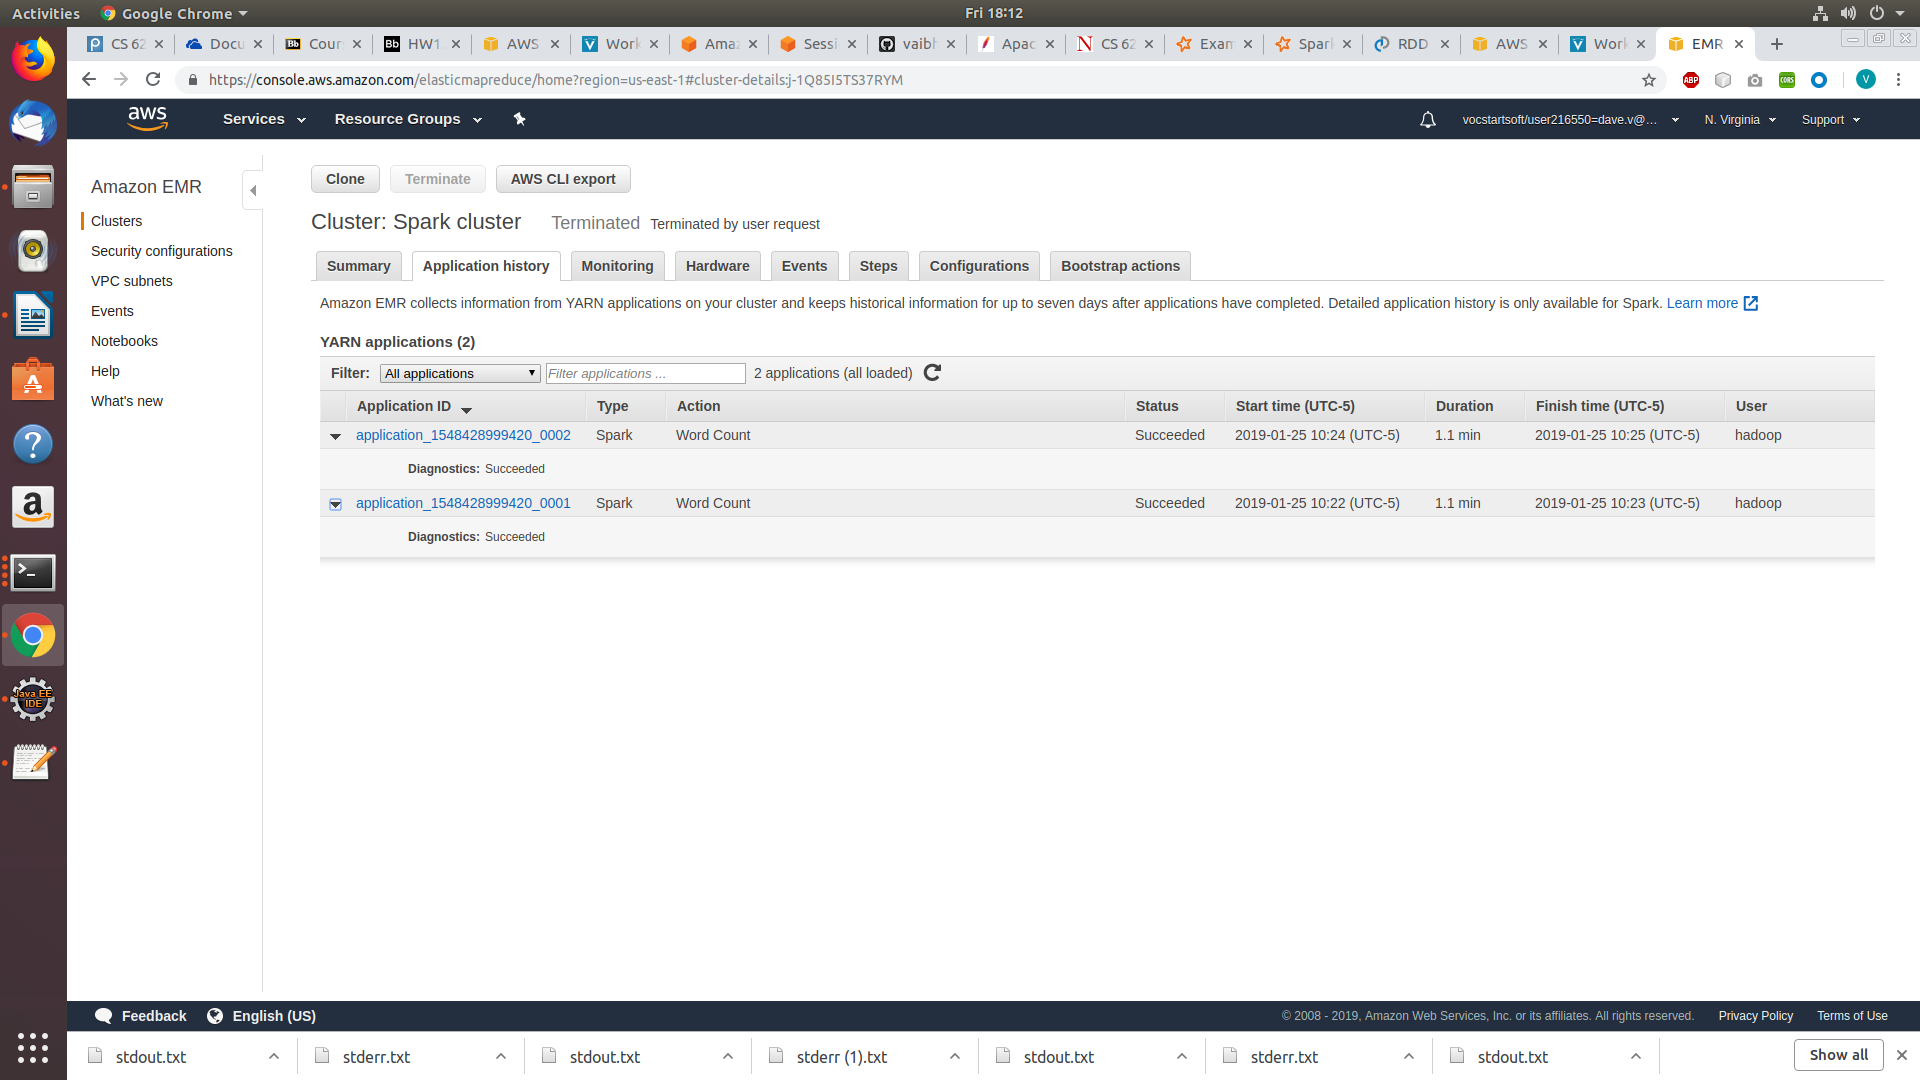 Activities
Google Chrome
Fri 18:12
CS 62
Docu
Cour
HW1
AWS
Work
Amaz
Sessi
vaibh
Apac
CS 62
Exam
Spark
RDD
AWS
Work
EMR
https://console.aws.amazon.com/elasticmapreduce/home?region=us-east-1#cluster-details:j-1Q85I5TS37RYM
ABP
CORS
V
aws
Services
Resource Groups
vocstartsoft/user216550=dave.v@...
N. Virginia
Support
Amazon EMR
Clusters
Security configurations
VPC subnets
Events
Notebooks
Help
What's new
Clone
Terminate
AWS CLI export
Cluster: Spark cluster Terminated Terminated by user request
Summary
Application history
Monitoring
Hardware
Events
Steps
Configurations
Bootstrap actions
Amazon EMR collects information from YARN applications on your cluster and keeps historical information for up to seven days after applications have completed. Detailed application history is only available for Spark. Learn more
YARN applications (2)
Filter: All applications Filter applications ... 2 applications (all loaded)
Application ID Type Action Status Start time (UTC-5) Duration Finish time (UTC-5) User
application_1548428999420_0002 Spark Word Count Succeeded 2019-01-25 10:24 (UTC-5) 1.1 min 2019-01-25 10:25 (UTC-5) hadoop
Diagnostics: Succeeded
application_1548428999420_0001 Spark Word Count Succeeded 2019-01-25 10:22 (UTC-5) 1.1 min 2019-01-25 10:23 (UTC-5) hadoop
Diagnostics: Succeeded
Java EE
IDE
Feedback
English (US)
© 2008 - 2019, Amazon Web Services, Inc. or its affiliates. All rights reserved.
Privacy Policy
Terms of Use
stdout.txt
stderr.txt
stdout.txt
stderr (1).txt
stdout.txt
stderr.txt
stdout.txt
Show all